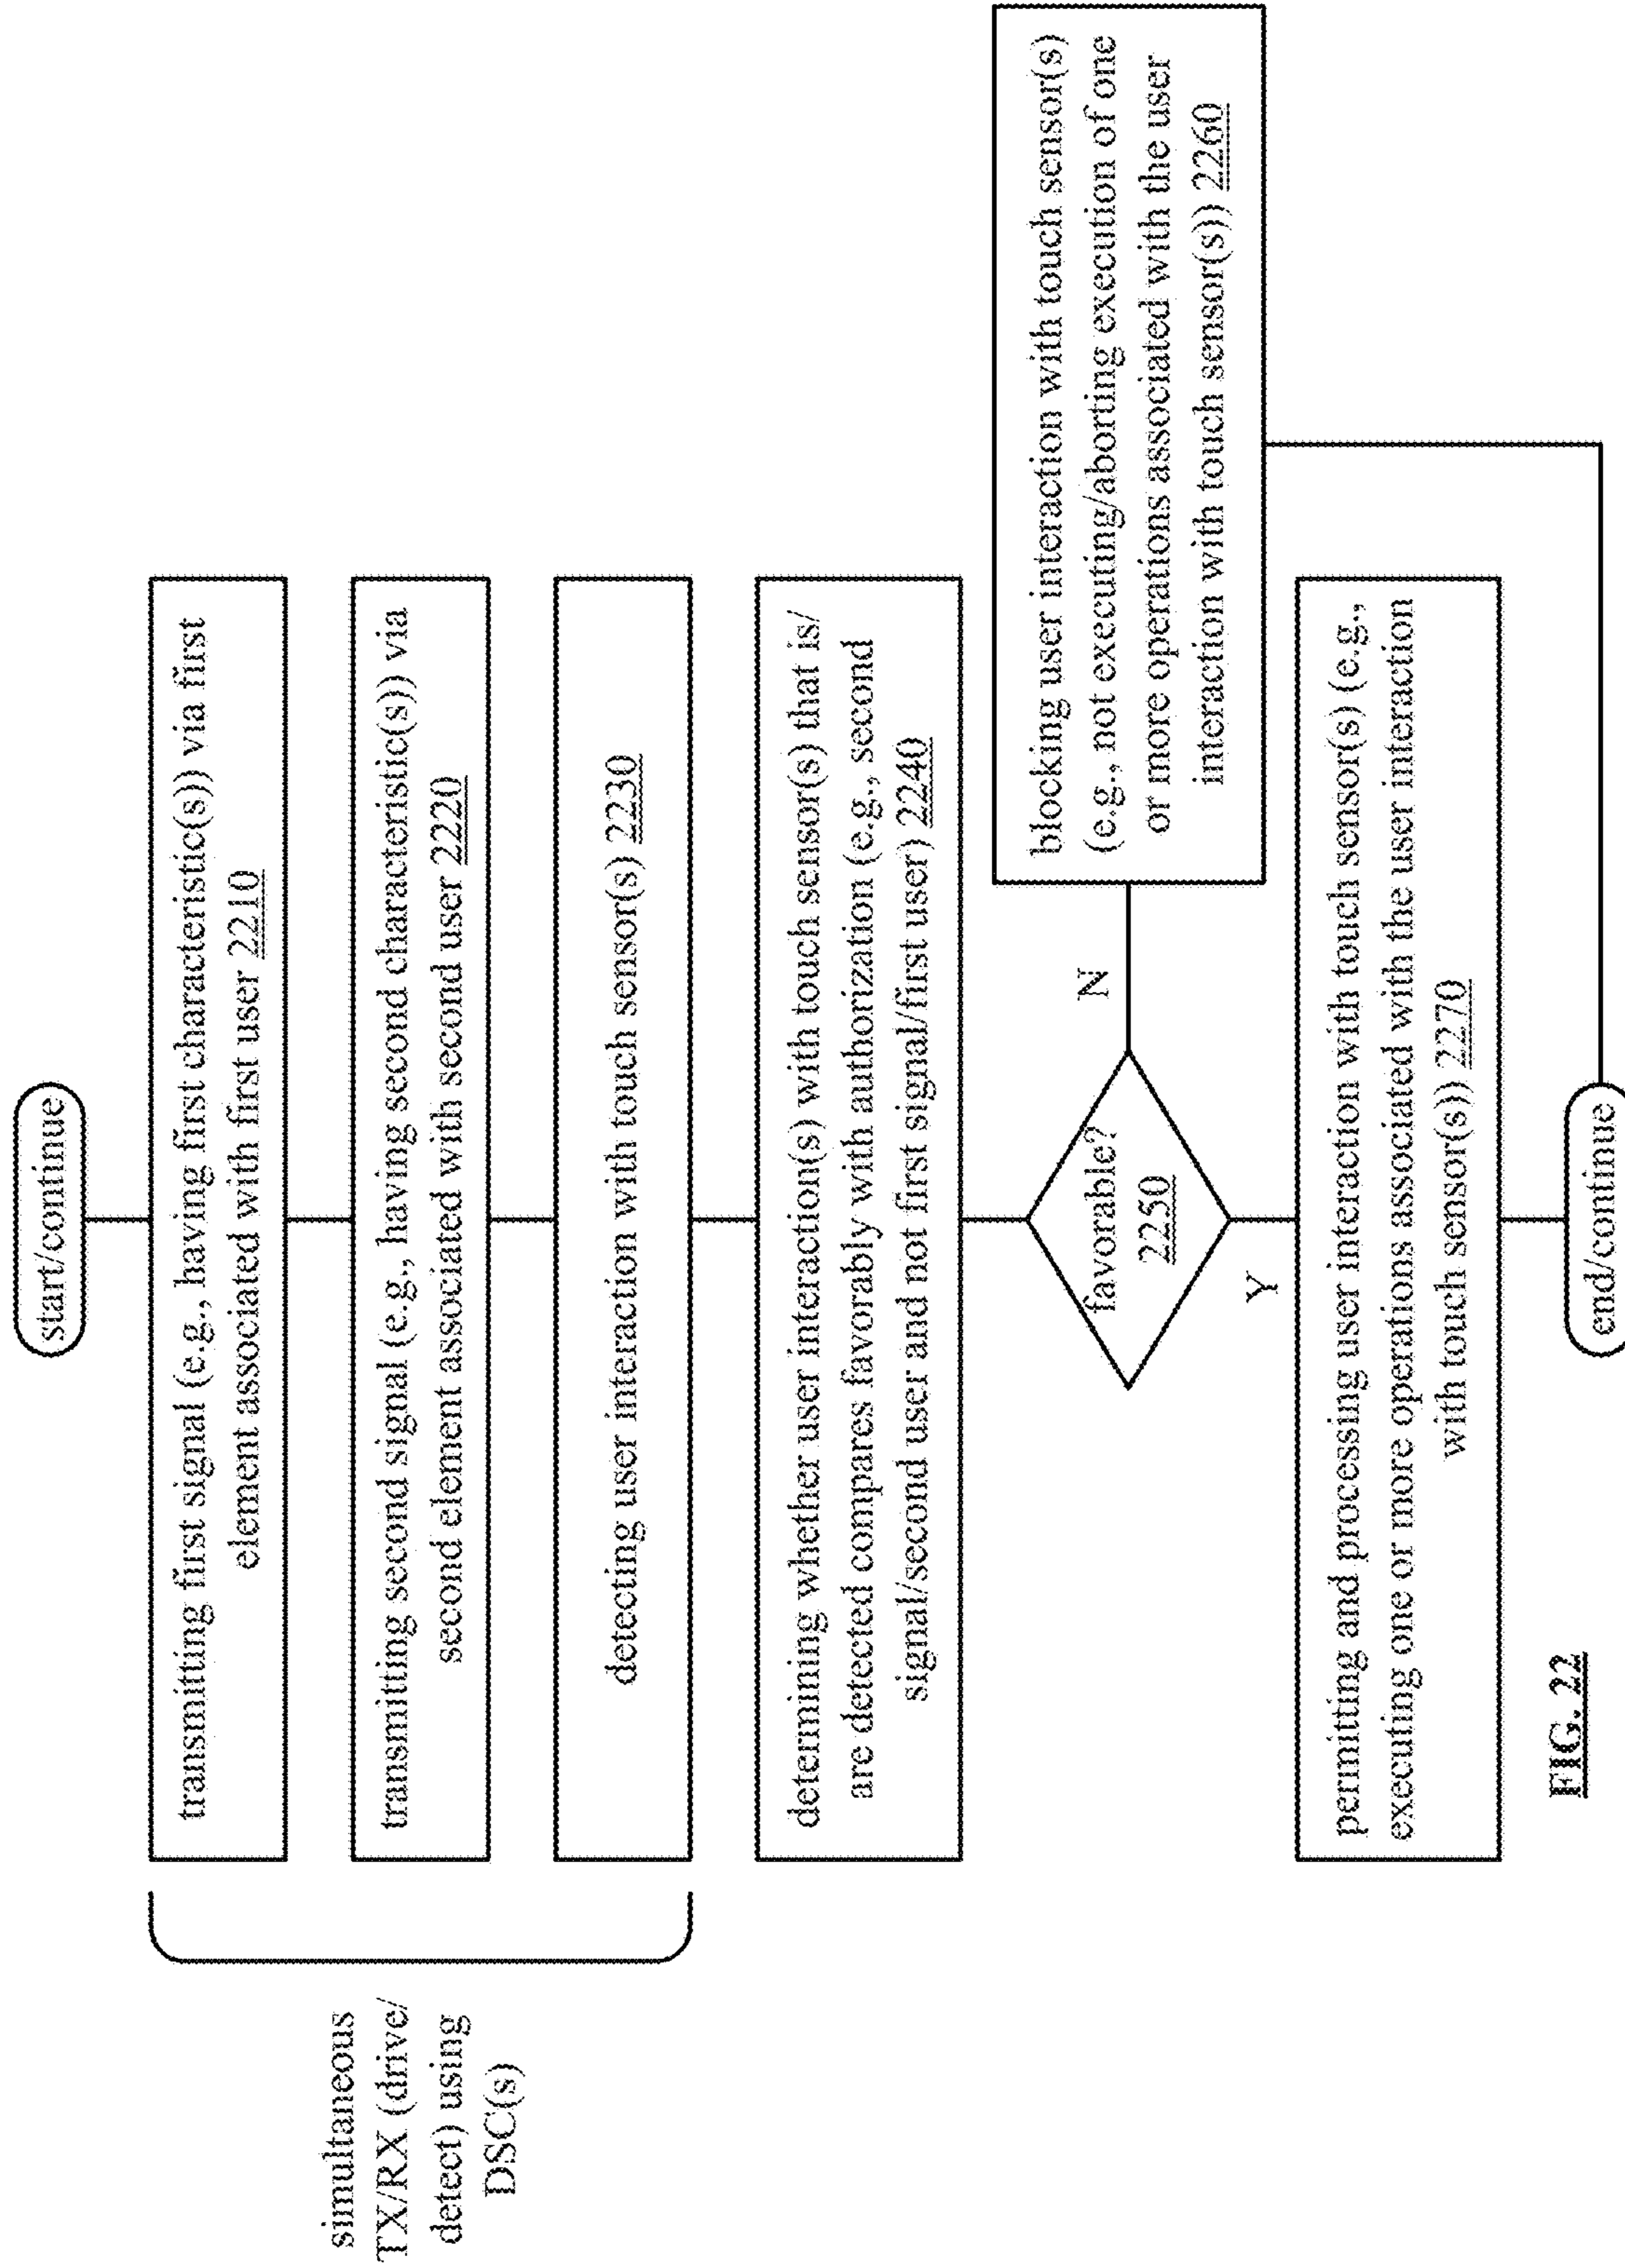 start/continue
transmitting first signal (e.g., having first characteristic(s)) via first
element associated with first user 2210
transmitting second signal (e.g., having second characteristic(s)) via
second element associated with second user 2220
detecting user interaction with touch sensor(s) 2230
simultaneous
TX/RX (drive/
detect) using
DSC(s)
determining whether user interaction(s) with touch sensor(s) that is/
are detected compares favorably with authorization (e.g., second
signal/second user and not first signal/first user) 2240
favorable?
2250
N
blocking user interaction with touch sensor(s)
(e.g., not executing/aborting execution of one
or more operations associated with the user
interaction with touch sensor(s)) 2260
Y
permitting and processing user interaction with touch sensor(s) (e.g.,
executing one or more operations associated with the user interaction
with touch sensor(s)) 2270
end/continue
FIG. 22